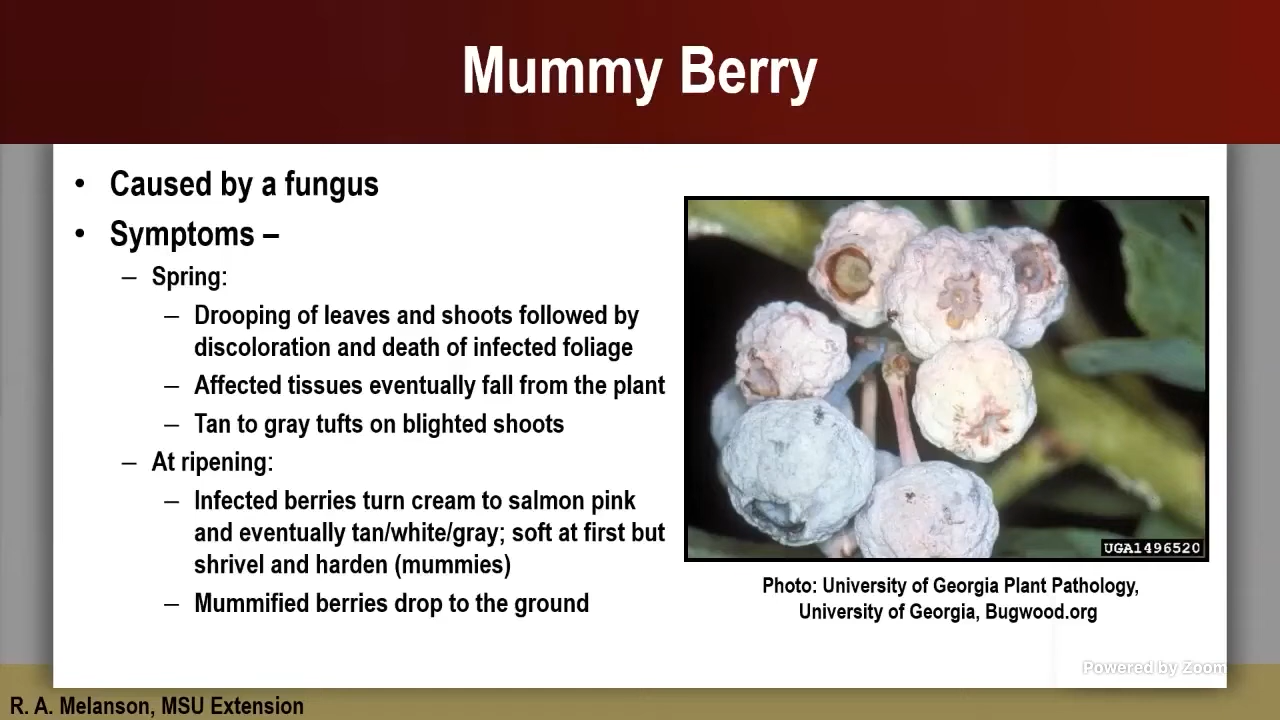 Mummy Berry
• Caused by a fungus
• Symptoms –
– Spring:
– Drooping of leaves and shoots followed by
discoloration and death of infected foliage
– Affected tissues eventually fall from the plant
– Tan to gray tufts on blighted shoots
– At ripening:
– Infected berries turn cream to salmon pink
and eventually tan/white/gray; soft at first but
shrivel and harden (mummies)
– Mummified berries drop to the ground
UGA1496520
Photo: University of Georgia Plant Pathology,
University of Georgia, Bugwood.org
Powered by Zoom
R. A. Melanson, MSU Extension